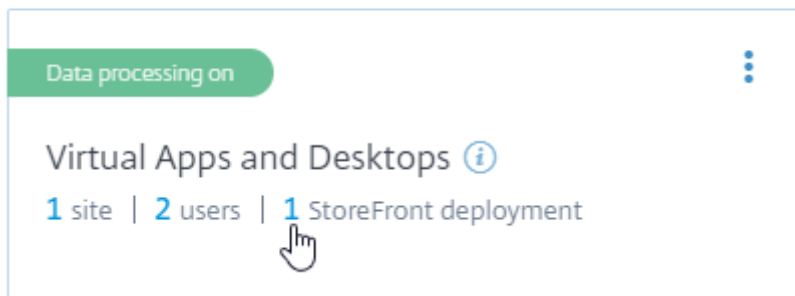 Data processing on
Virtual Apps and Desktops i
1 site | 2 users | 1 StoreFront deployment